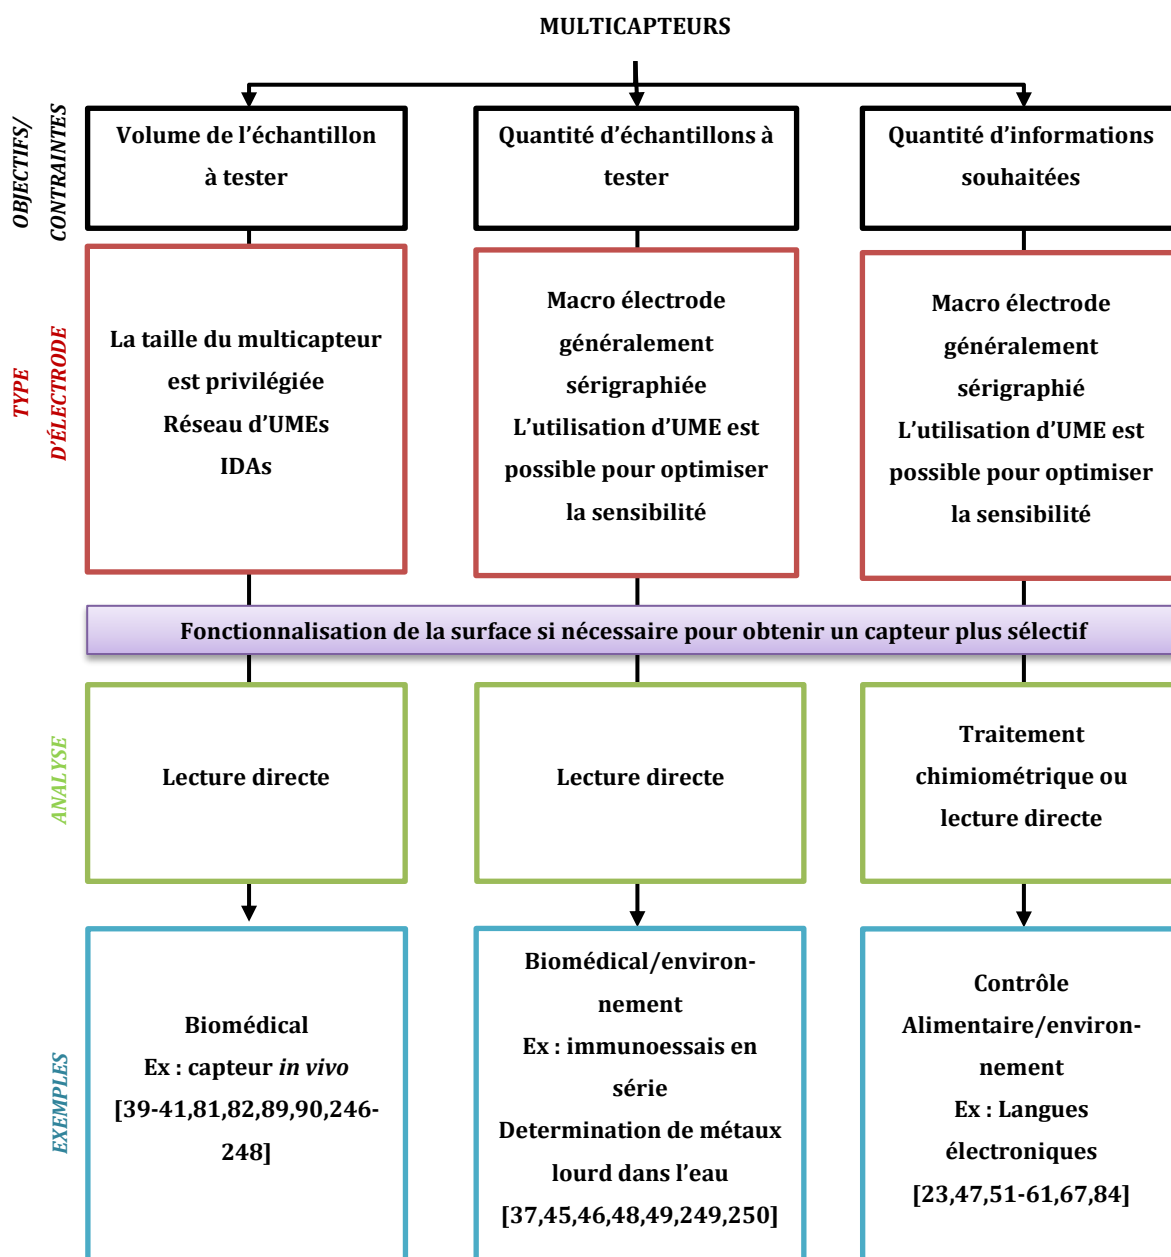 MULTICAPTEURS
OBJECTIFS/
CONTRAINTES
Volume de l’échantillon
à tester
Quantité d’échantillons à
tester
Quantité d’informations
souhaitées
TYPE
D’ÉLECTRODE
La taille du multicapteur
est privilégiée
Réseau d’UMEs
IDAs
Macro électrode
généralement
sérigraphiée
L’utilisation d’UME est
possible pour optimiser
la sensibilité
Macro électrode
généralement
sérigraphié
L’utilisation d’UME est
possible pour optimiser
la sensibilité
Fonctionnalisation de la surface si nécessaire pour obtenir un capteur plus sélectif
ANALYSE
Lecture directe
Lecture directe
Traitement
chimiométrique ou
lecture directe
EXEMPLES
Biomédical
Ex : capteur in vivo
[39-41,81,82,89,90,246-
248]
Biomédical/environ-
nement
Ex : immunoessais en
série
Determination de métaux
lourd dans l’eau
[37,45,46,48,49,249,250]
Contrôle
Alimentaire/environ-
nement
Ex : Langues
électroniques
[23,47,51-61,67,84]